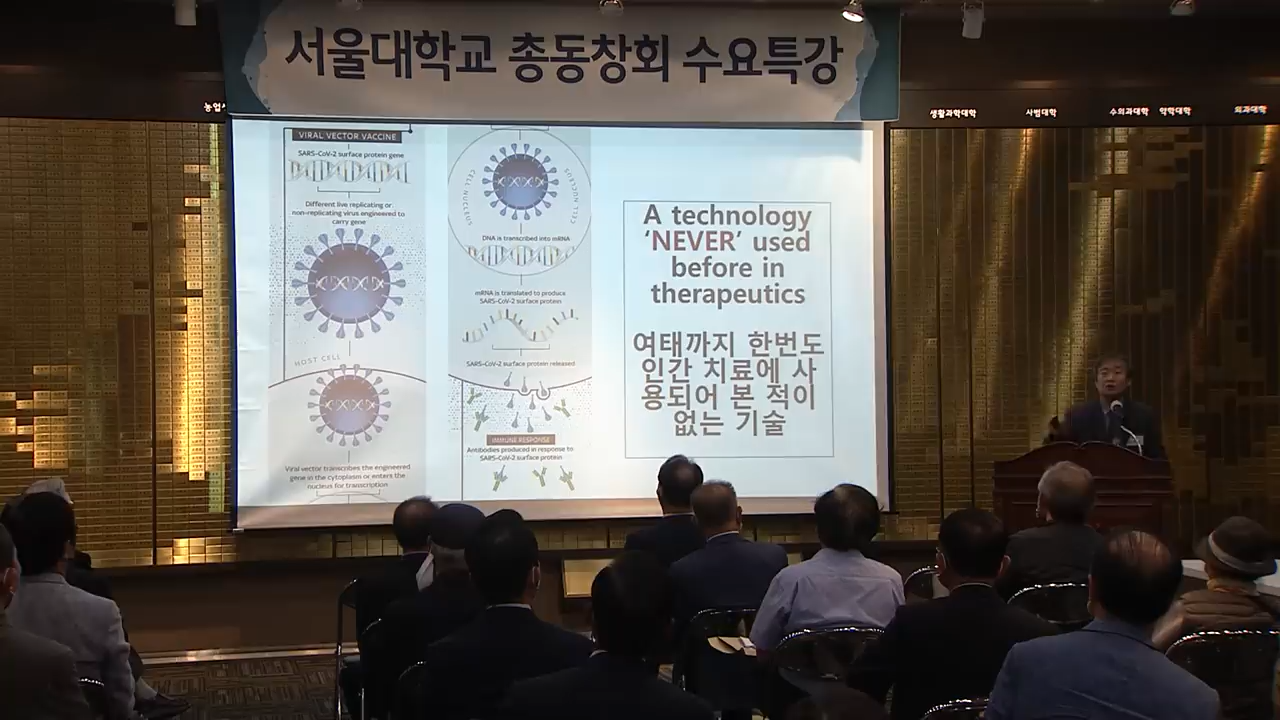 서울대학교 총동창회 수요특강
생활과학대학
사범대학
수의과대학
약학대학
의과대학
VIRAL VECTOR VACCINE
SARS-CoV-2 surface protein gene
Different live replicating or
non-replicating virus engineered to
carry gene
HOST CELL
Viral vector transcribes the engineered
gene in the cytoplasm or enters the
nucleus for transcription
CELL NUCLEUS
CELL NUCLEUS
DNA is transcribed into mRNA
mRNA is translated to produce
SARS-CoV-2 surface protein
SARS-CoV-2 surface protein released
IMMUNE RESPONSE
Antibodies produced in response to
SARS-CoV-2 surface protein
A technology
‘NEVER’ used
before in
therapeutics
여태까지 한번도
인간 치료에 사
용되어 본 적이
없는 기술